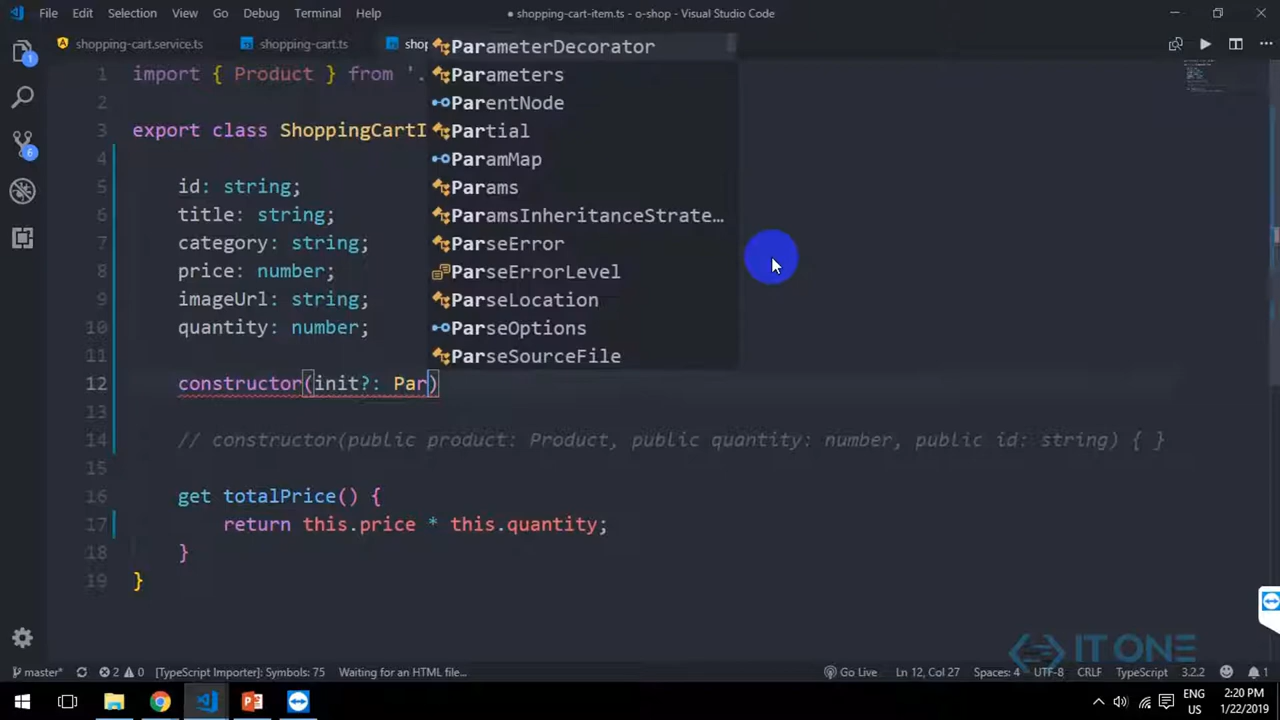 File Edit Selection View Go Debug Terminal Help
● shopping-cart-item.ts - o-shop - Visual Studio Code
shopping-cart.service.ts
shopping-cart.ts
shop
ParameterDecorator
Parameters
ParentNode
Partial
ParamMap
Params
ParamsInheritanceStrate…
ParseError
ParseErrorLevel
ParseLocation
ParseOptions
ParseSourceFile
1 import { Product } from '.
2
3 export class ShoppingCartI
4
5 id: string;
6 title: string;
7 category: string;
8 price: number;
9 imageUrl: string;
10 quantity: number;
11
12 constructor(init?: Par)
13
14 // constructor(public product: Product, public quantity: number, public id: string) { }
15
16 get totalPrice() {
17 return this.price * this.quantity;
18 }
19 }
1
6
IT ONE
master* 2 0 [TypeScript Importer]: Symbols: 75 Waiting for an HTML file... Go Live Ln 12, Col 27 Spaces: 4 UTF-8 CRLF TypeScript 3.2.2 1
ENG 2:20 PM
US 1/22/2019